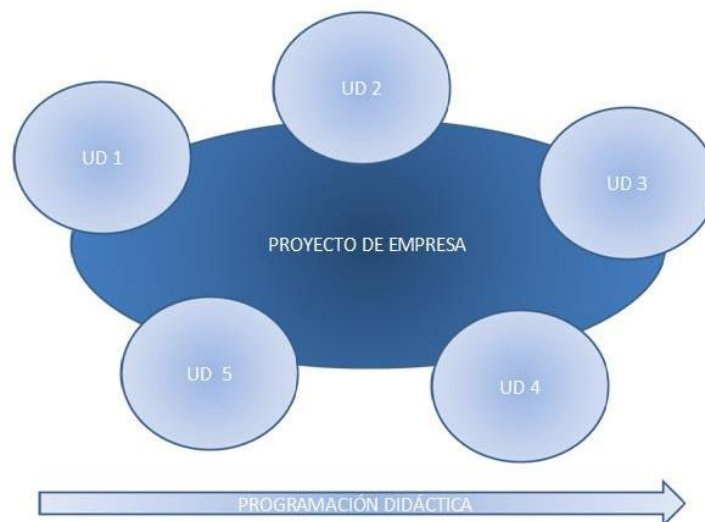 UD 2
UD 1
UD 3
PROYECTO DE EMPRESA
UD 5
UD 4
PROGRAMACIÓN DIDÁCTICA